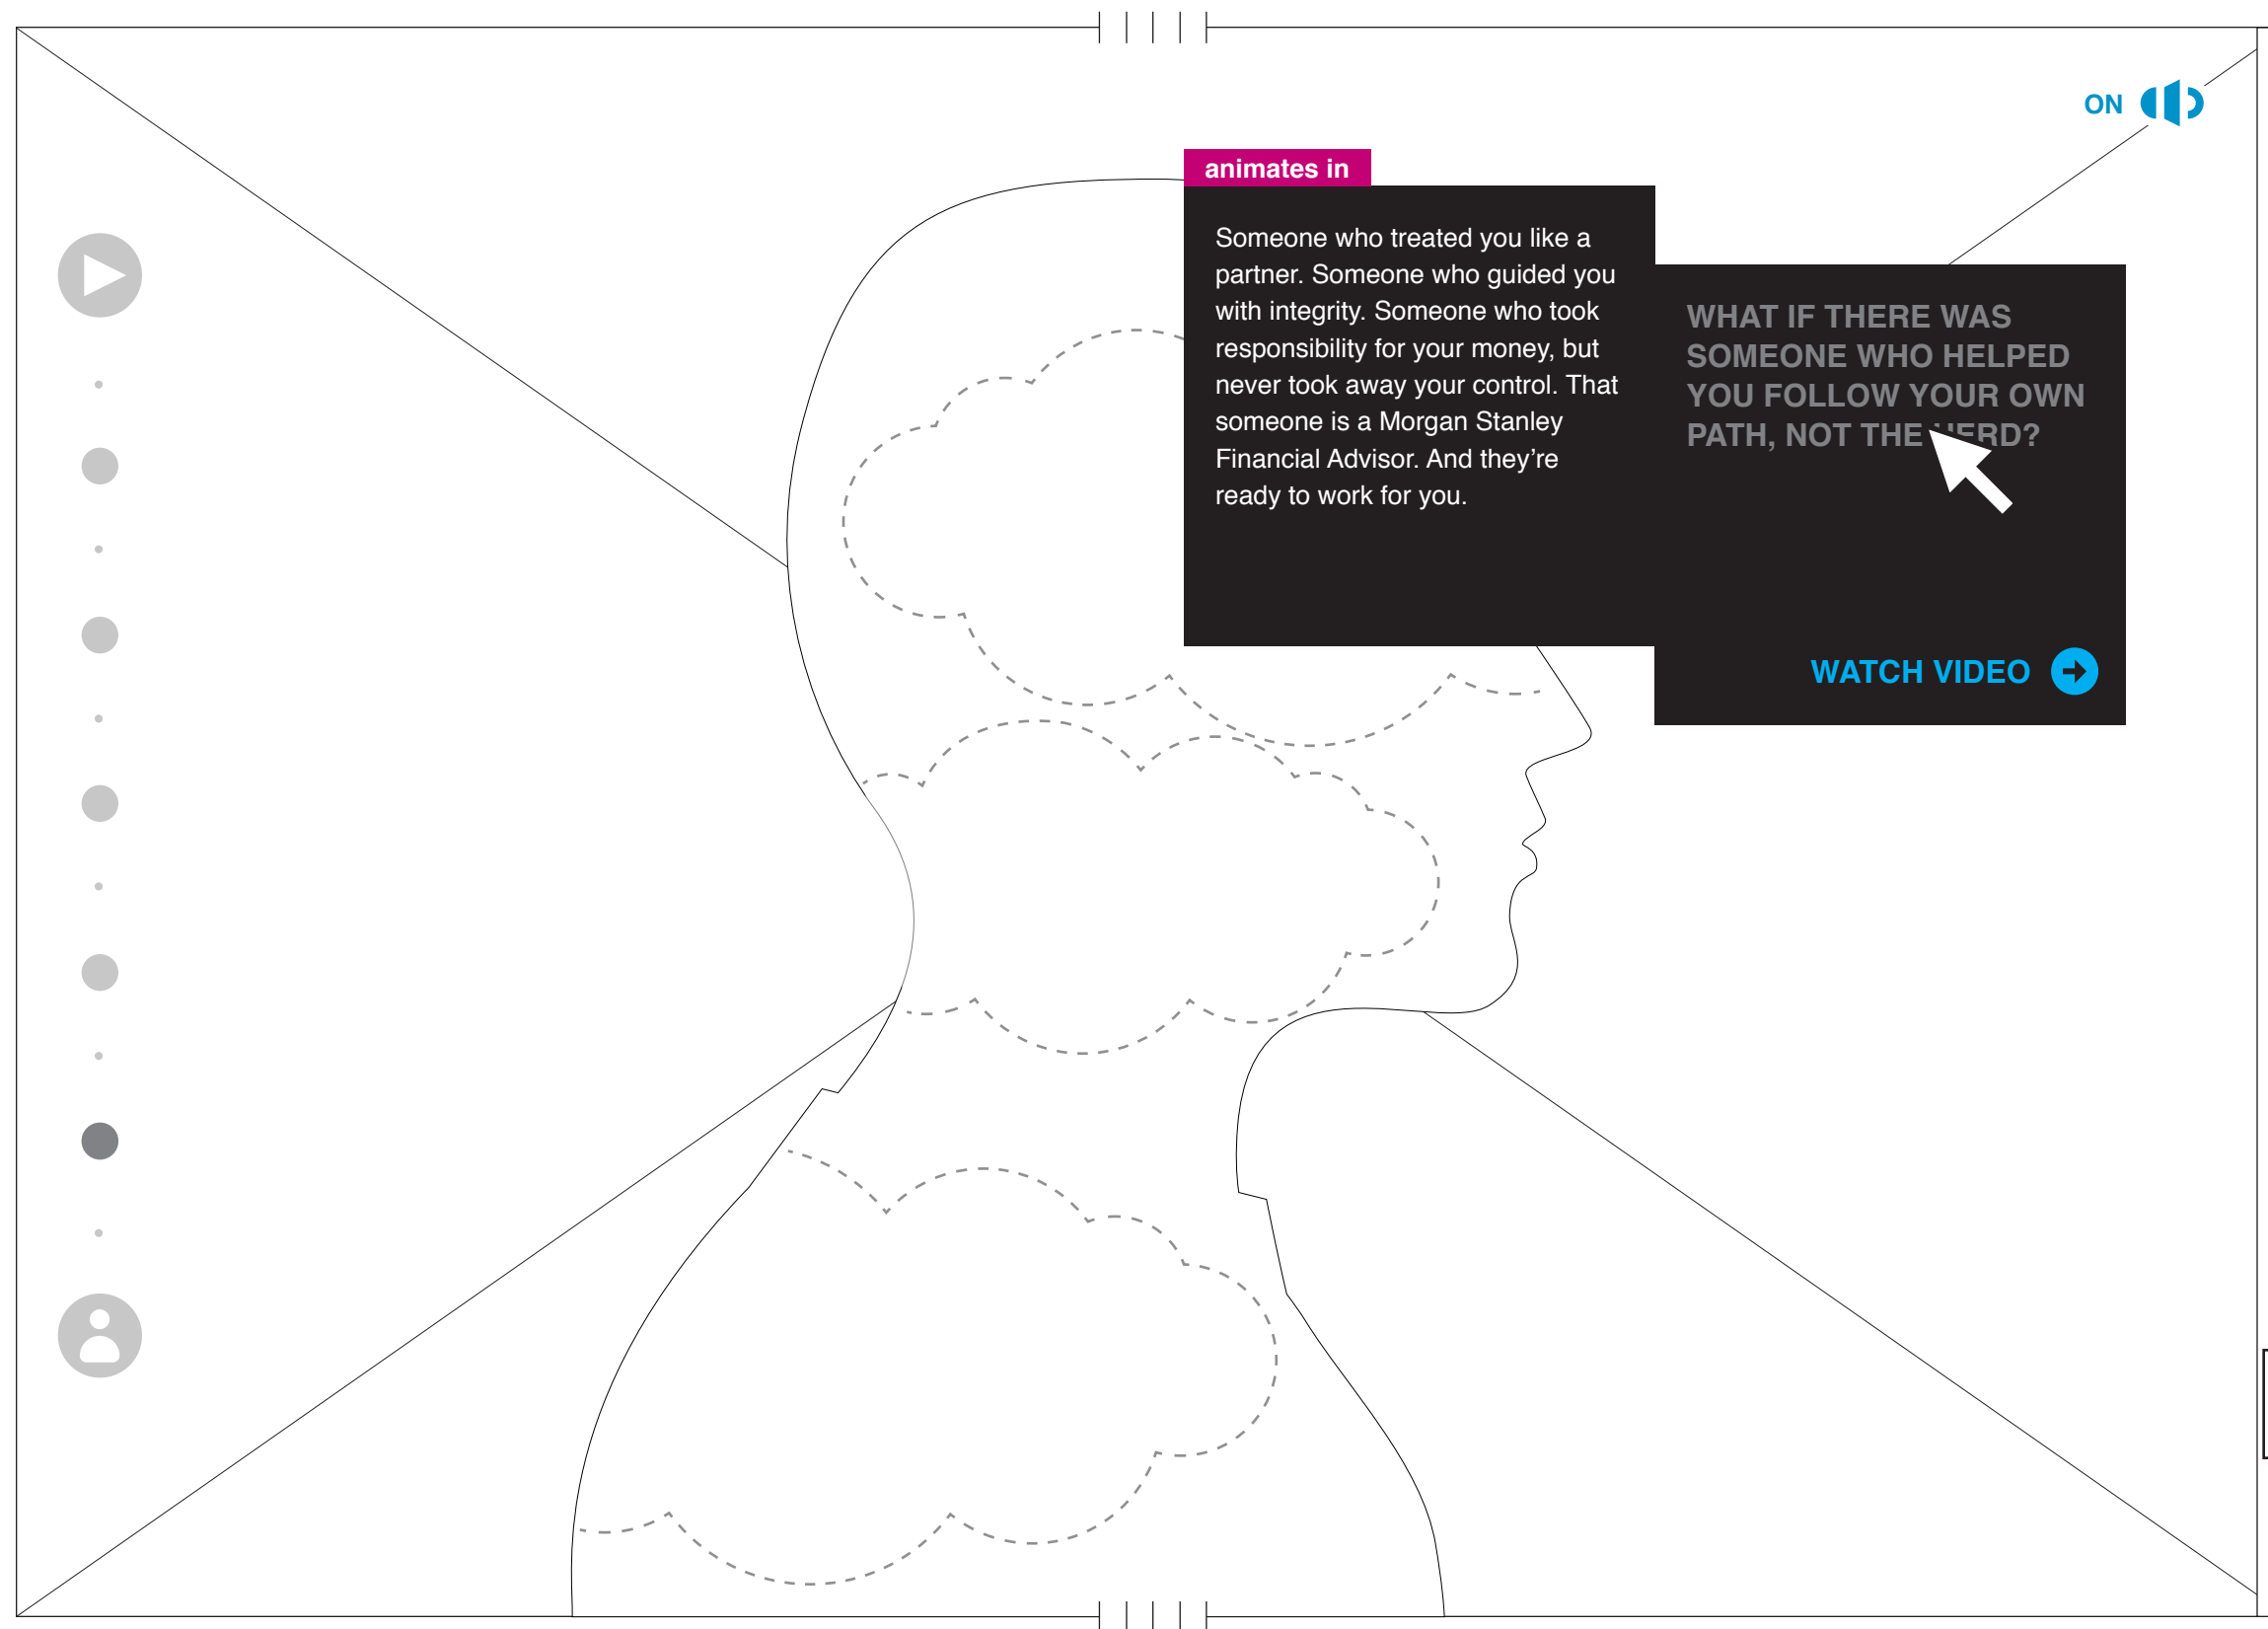 ON
animates in
Someone who treated you like a
partner. Someone who guided you
with integrity. Someone who took
responsibility for your money, but
never took away your control. That
someone is a Morgan Stanley
Financial Advisor. And they’re
ready to work for you.
WHAT IF THERE WAS
SOMEONE WHO HELPED
YOU FOLLOW YOUR OWN
PATH, NOT THE HERD?
WATCH VIDEO